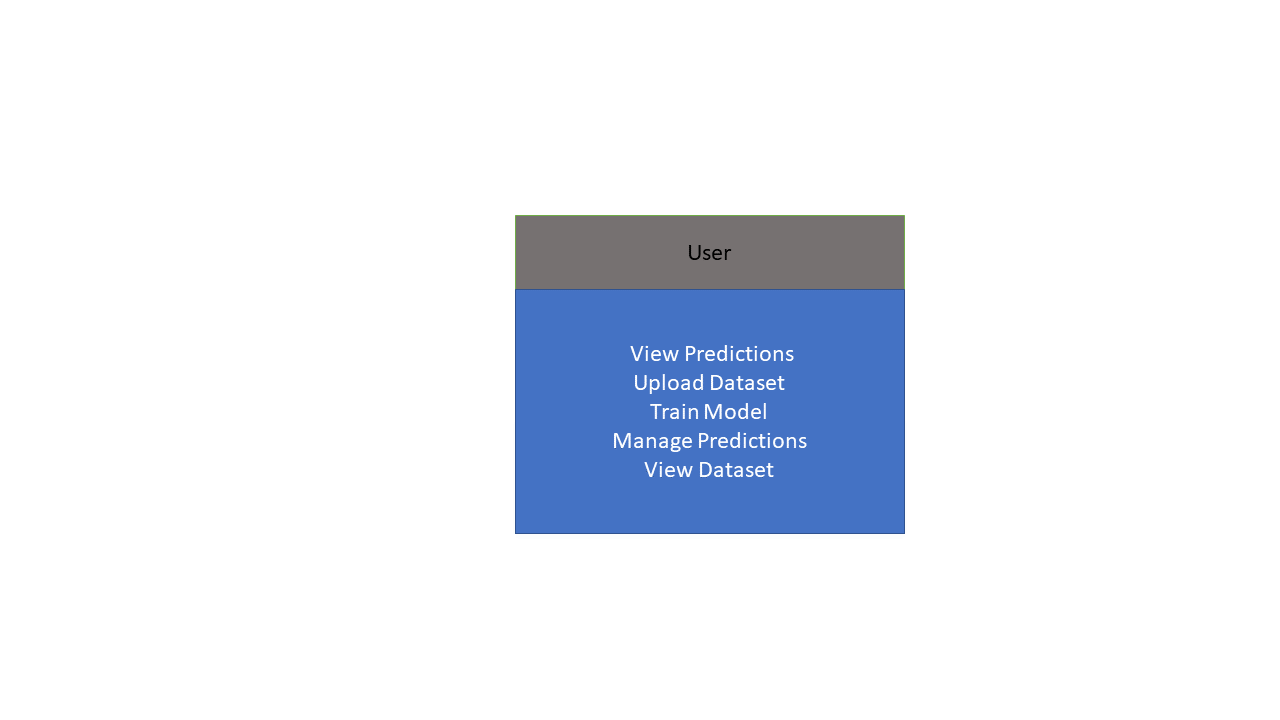 User
View Predictions
Upload Dataset
Train Model
Manage Predictions
View Dataset